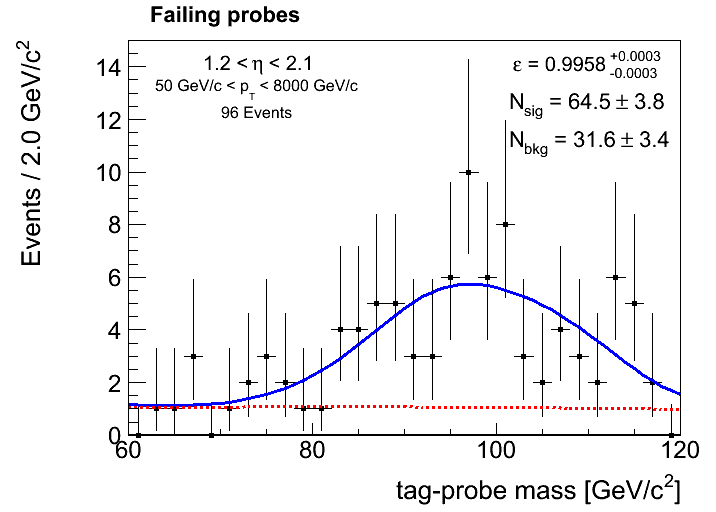 Failing probes
Events / 2.0 GeV/c²
14
12
10
8
6
4
2
0
1.2 < η < 2.1
50 GeV/c < p_T < 8000 GeV/c
96 Events
ε = 0.9958 +0.0003 -0.0003
N_sig = 64.5 ± 3.8
N_bkg = 31.6 ± 3.4
60 80 100 120
tag-probe mass [GeV/c²]